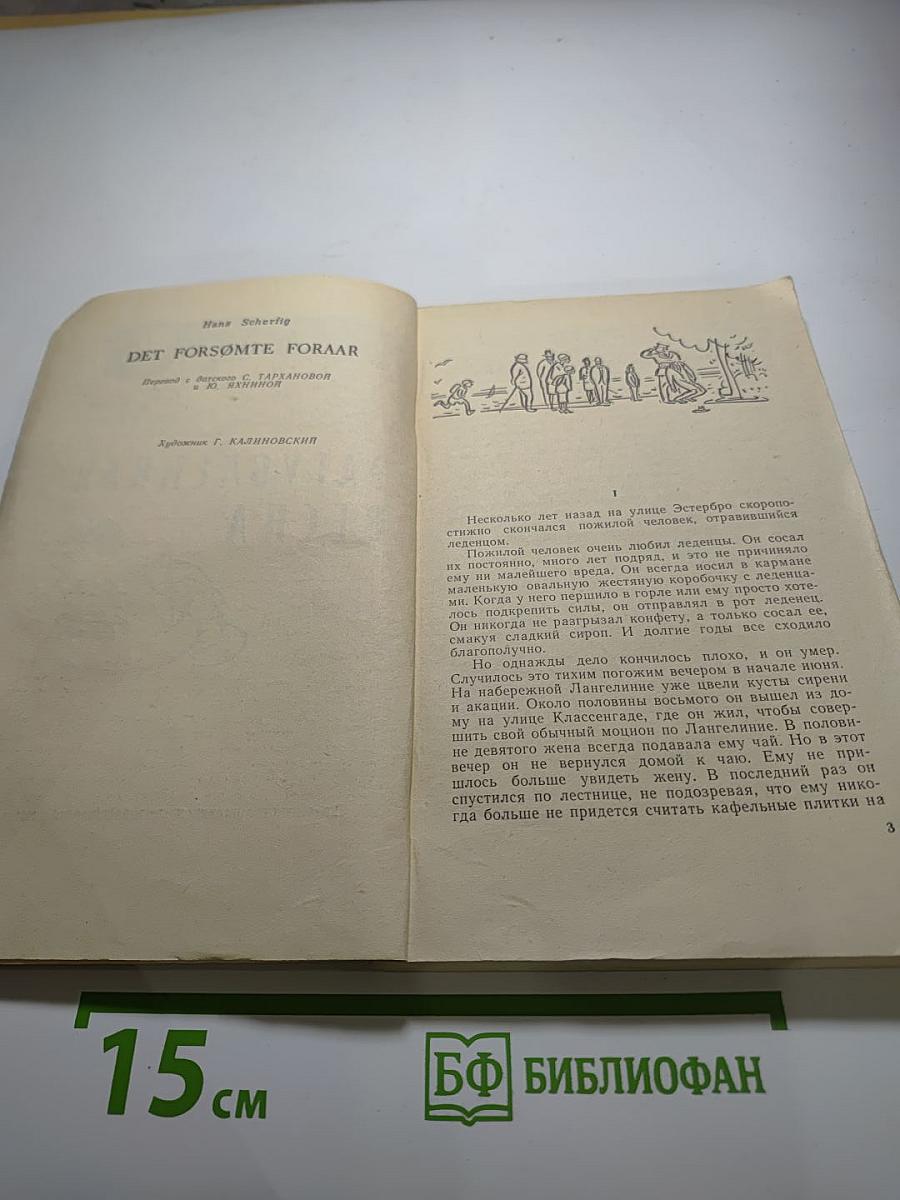 Hans Scherfig
DET FORSØMTE FORAAR
Перевод с датского С. ТАРХАНОВОЙ
и Ю. ЯХНИНОЙ
Художник Г. КАЛИНОВСКИЙ
I
Несколько лет назад на улице Эстербро скоропо-
стижно скончался пожилой человек, отравившийся
леденцом.
Пожилой человек очень любил леденцы. Он сосал
их постоянно, много лет подряд, и это не причиняло
ему ни малейшего вреда. Он всегда носил в кармане
маленькую овальную жестяную коробочку с леденца-
ми. Когда у него першило в горле или ему просто хоте-
лось подкрепить силы, он отправлял в рот леденец.
Он никогда не разгрызал конфету, а только сосал ее,
смакуя сладкий сироп. И долгие годы все сходило
благополучно.
Но однажды дело кончилось плохо, и он умер.
Случилось это тихим погожим вечером в начале июня.
На набережной Лангелиние уже цвели кусты сирени
и акации. Около половины восьмого он вышел из до-
му на улице Классенгаде, где он жил, чтобы совер-
шить свой обычный моцион по Лангелиние. В полови-
не девятого жена всегда подавала ему чай. Но в этот
вечер он не вернулся домой к чаю. Ему не при-
шлось больше увидеть жену. В последний раз он
спустился по лестнице, не подозревая, что ему нико-
гда больше не придется считать кафельные плитки на
3
15 см
БФ БИБЛИОФАН